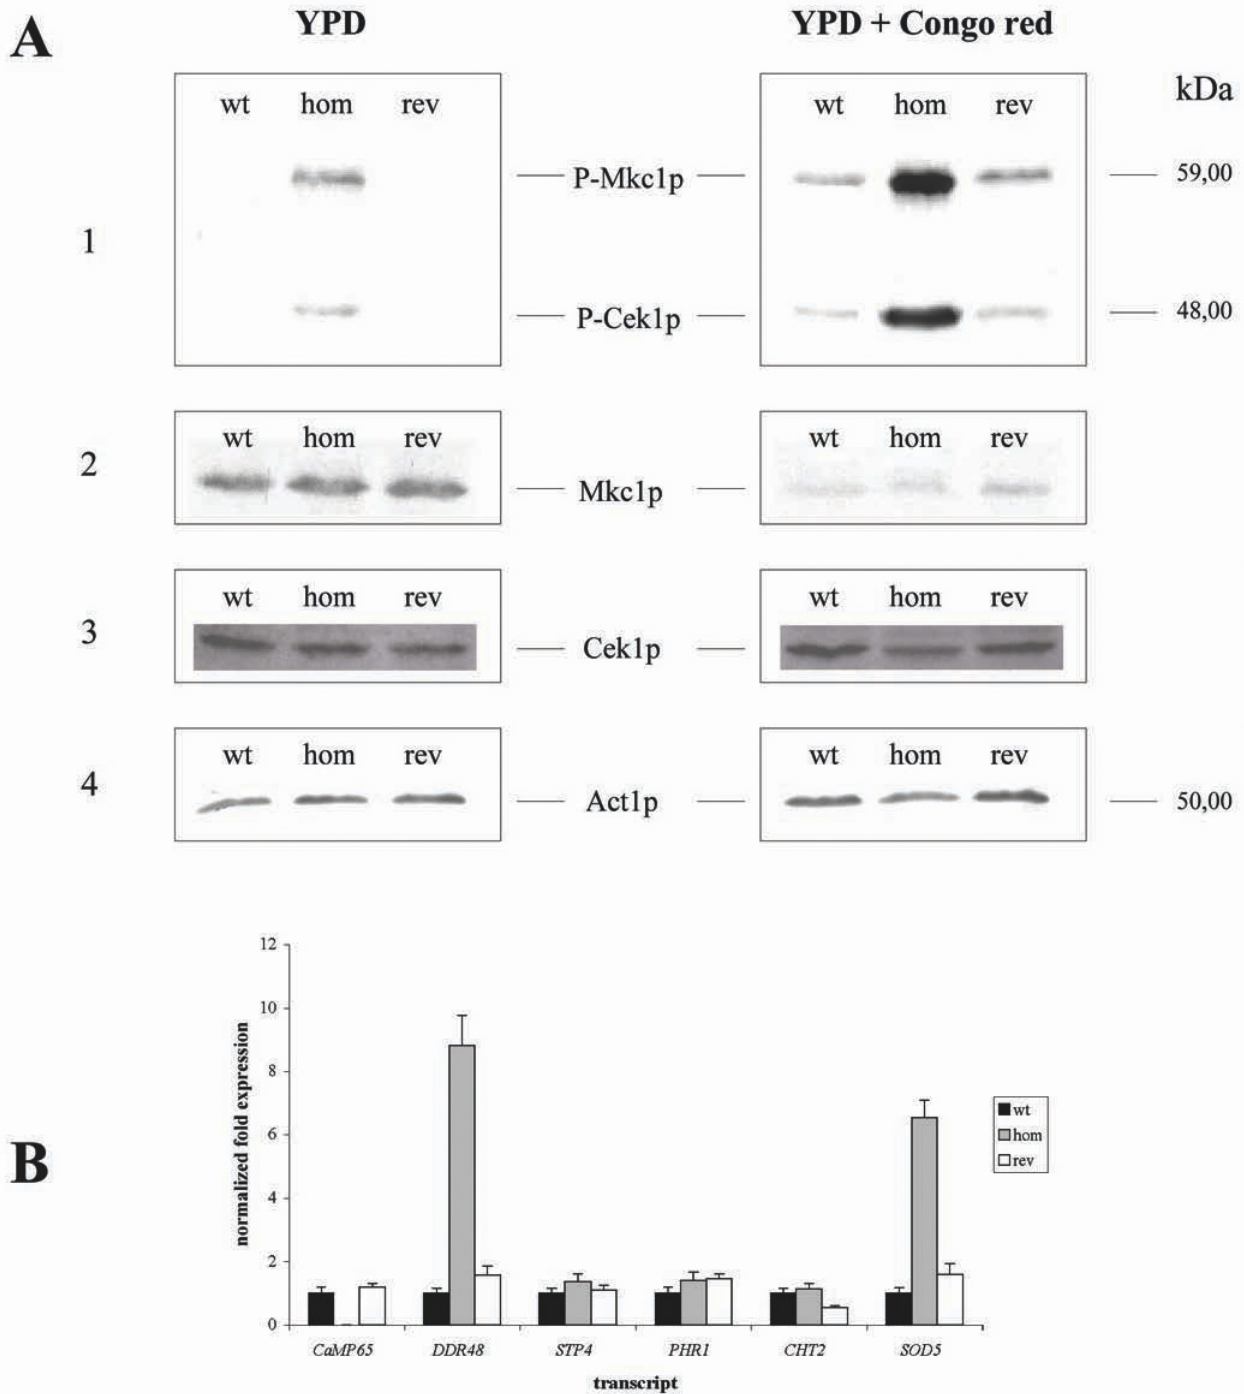 A
YPD
YPD + Congo red
kDa
wt hom rev
wt hom rev
1
P-Mkc1p
59,00
P-Cek1p
48,00
2
wt hom rev
Mkc1p
wt hom rev
3
wt hom rev
Cek1p
wt hom rev
4
wt hom rev
Act1p
wt hom rev
50,00
B
normalized fold expression
12
10
8
6
4
2
0
CaMP65 DDR48 STP4 PHR1 CHT2 SOD5
transcript
wt
hom
rev